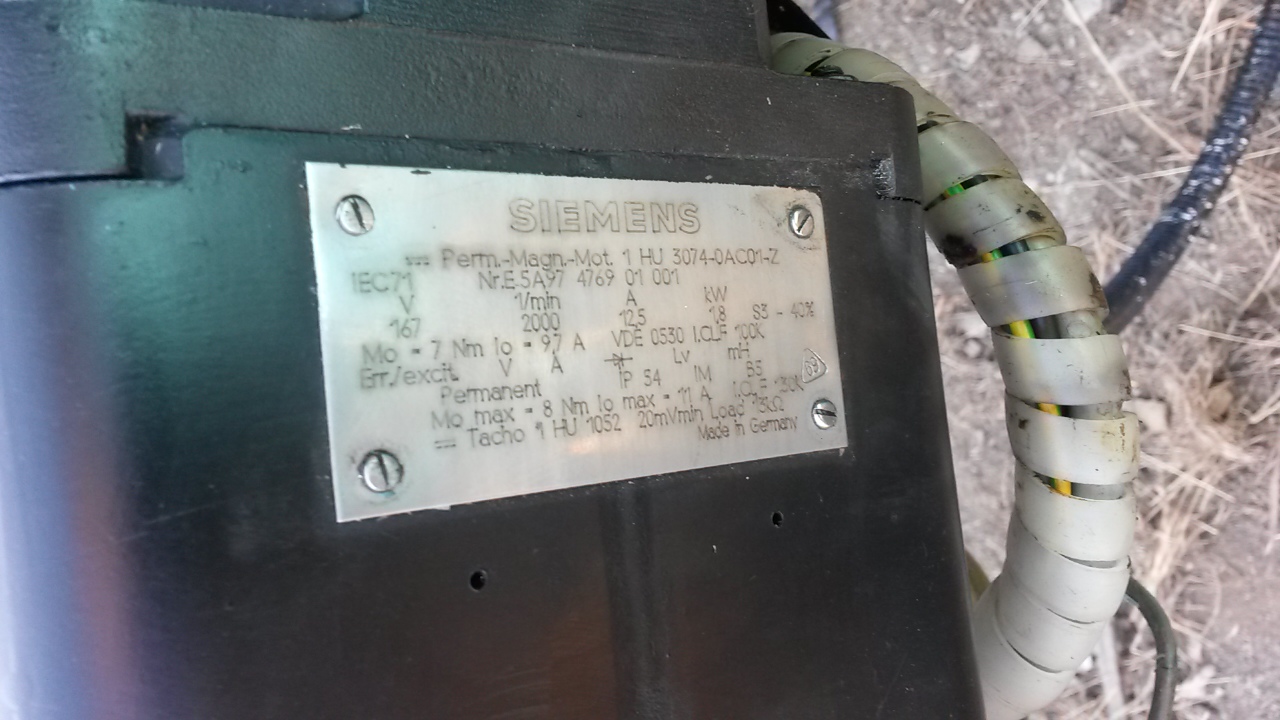 SIEMENS
⎓ Perm.-Magn.-Mot. 1 HU 3074-0AC01-Z
IEC71 Nr.E 5A97 4769 01 001
V 1/min A kW
167 2000 12,5 1,8 S3 - 40%
Mo = 7 Nm Io = 9,7 A VDE 0530 I.CL.F 100K
Err./excit. V A Lv mH
Permanent IP 54 IM B5
Mo max = 8 Nm Io max = 11 A I.CL.F 130K
⎓ Tacho 1 HU 1052 20mV/min Load 13kΩ
Made in Germany